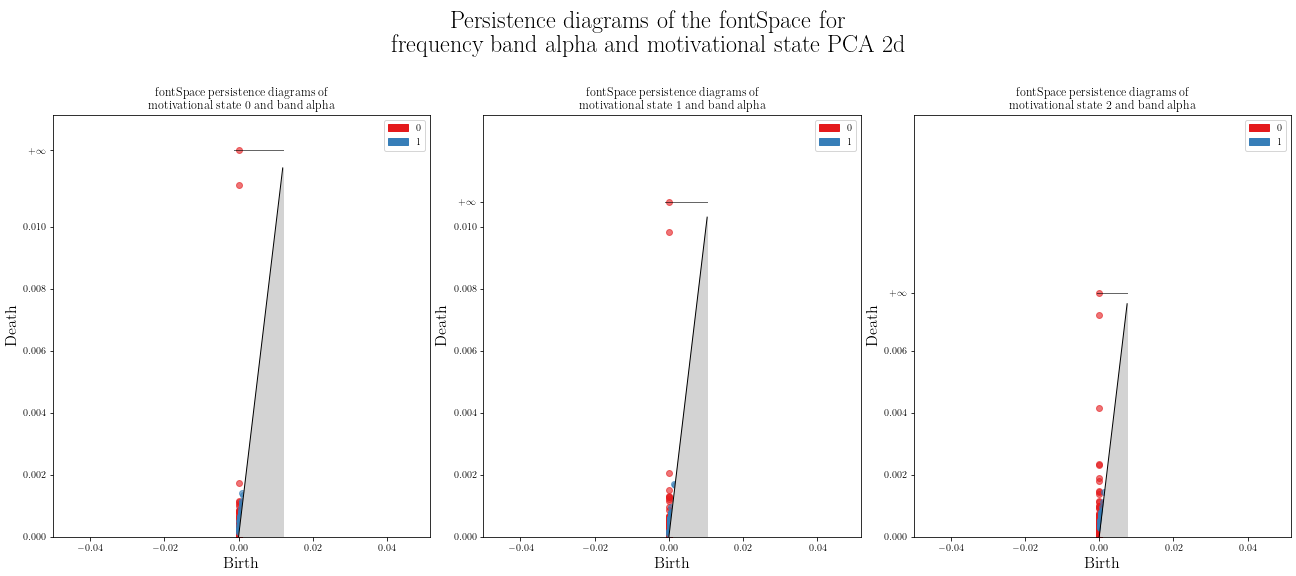 Persistence diagrams of the fontSpace for
frequency band alpha and motivational state PCA 2d
fontSpace persistence diagrams of
motivational state 0 and band alpha
0
1
+∞
0.010
0.008
0.006
0.004
0.002
0.000
Death
−0.04
−0.02
0.00
0.02
0.04
Birth
fontSpace persistence diagrams of
motivational state 1 and band alpha
0
1
+∞
0.010
0.008
0.006
0.004
0.002
0.000
Death
−0.04
−0.02
0.00
0.02
0.04
Birth
fontSpace persistence diagrams of
motivational state 2 and band alpha
0
1
+∞
0.006
0.004
0.002
0.000
Death
−0.04
−0.02
0.00
0.02
0.04
Birth